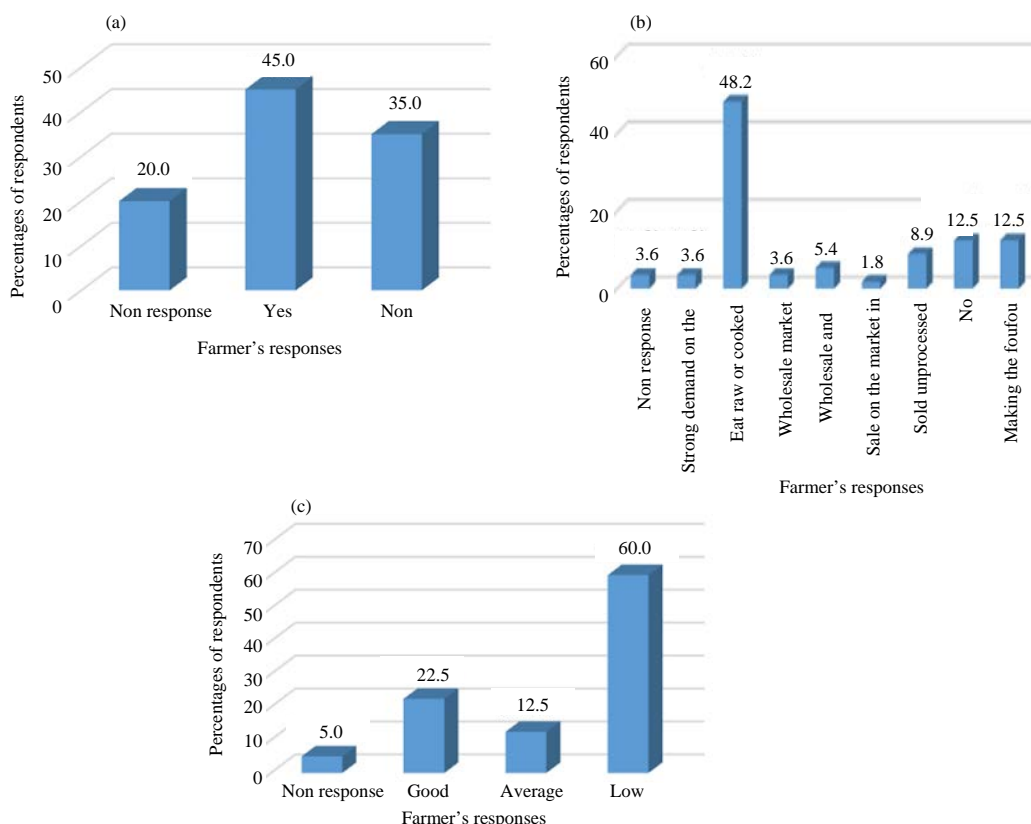 (a)
50
40
30
20
10
0
Percentages of respondents
20.0
45.0
35.0
Non response
Yes
Non
Farmer's responses
(b)
60
40
20
0
Percentages of respondents
3.6
3.6
48.2
3.6
5.4
1.8
8.9
12.5
12.5
Non response
Strong demand on the
Eat raw or cooked
Wholesale market
Wholesale and
Sale on the market in
Sold unprocessed
No
Making the foufou
Farmer's responses
(c)
70
60
50
40
30
20
10
0
Percentages of respondents
5.0
22.5
12.5
60.0
Non response
Good
Average
Low
Farmer's responses